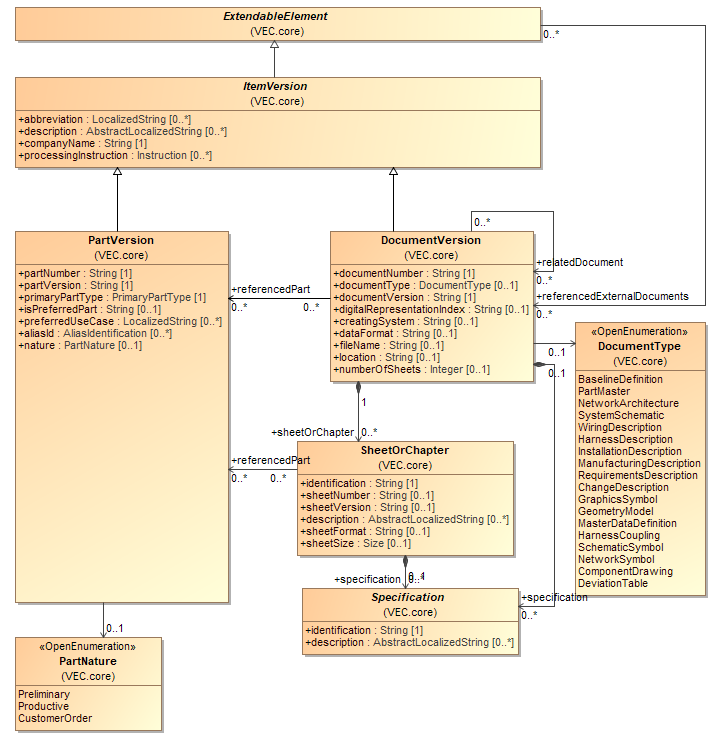 ExtendableElement
(VEC.core)
0..*
ItemVersion
(VEC.core)
+abbreviation : LocalizedString [0..*]
+description : AbstractLocalizedString [0..*]
+companyName : String [1]
+processingInstruction : Instruction [0..*]
PartVersion
(VEC.core)
+partNumber : String [1]
+partVersion : String [1]
+primaryPartType : PrimaryPartType [1]
+isPreferredPart : String [0..1]
+preferredUseCase : LocalizedString [0..*]
+aliasId : AliasIdentification [0..*]
+nature : PartNature [0..1]
+referencedPart
0..*
0..*
DocumentVersion
(VEC.core)
+documentNumber : String [1]
+documentType : DocumentType [0..1]
+documentVersion : String [1]
+digitalRepresentationIndex : String [0..1]
+creatingSystem : String [0..1]
+dataFormat : String [0..1]
+fileName : String [0..1]
+location : String [0..1]
+numberOfSheets : Integer [0..1]
0..*
+relatedDocument
0..*
+referencedExternalDocuments
0..*
0..1
0..1
«OpenEnumeration»
DocumentType
(VEC.core)
BaselineDefinition
PartMaster
NetworkArchitecture
SystemSchematic
WiringDescription
HarnessDescription
InstallationDescription
ManufacturingDescription
RequirementsDescription
ChangeDescription
GraphicsSymbol
GeometryModel
MasterDataDefinition
HarnessCoupling
SchematicSymbol
NetworkSymbol
ComponentDrawing
DeviationTable
1
+sheetOrChapter
0..*
SheetOrChapter
(VEC.core)
+identification : String [1]
+sheetNumber : String [0..1]
+sheetVersion : String [0..1]
+description : AbstractLocalizedString [0..*]
+sheetFormat : String [0..1]
+sheetSize : Size [0..1]
+referencedPart
0..*
0..*
+specification
+specification
0..*
Specification
(VEC.core)
+identification : String [1]
+description : AbstractLocalizedString [0..*]
0..1
«OpenEnumeration»
PartNature
(VEC.core)
Preliminary
Productive
CustomerOrder